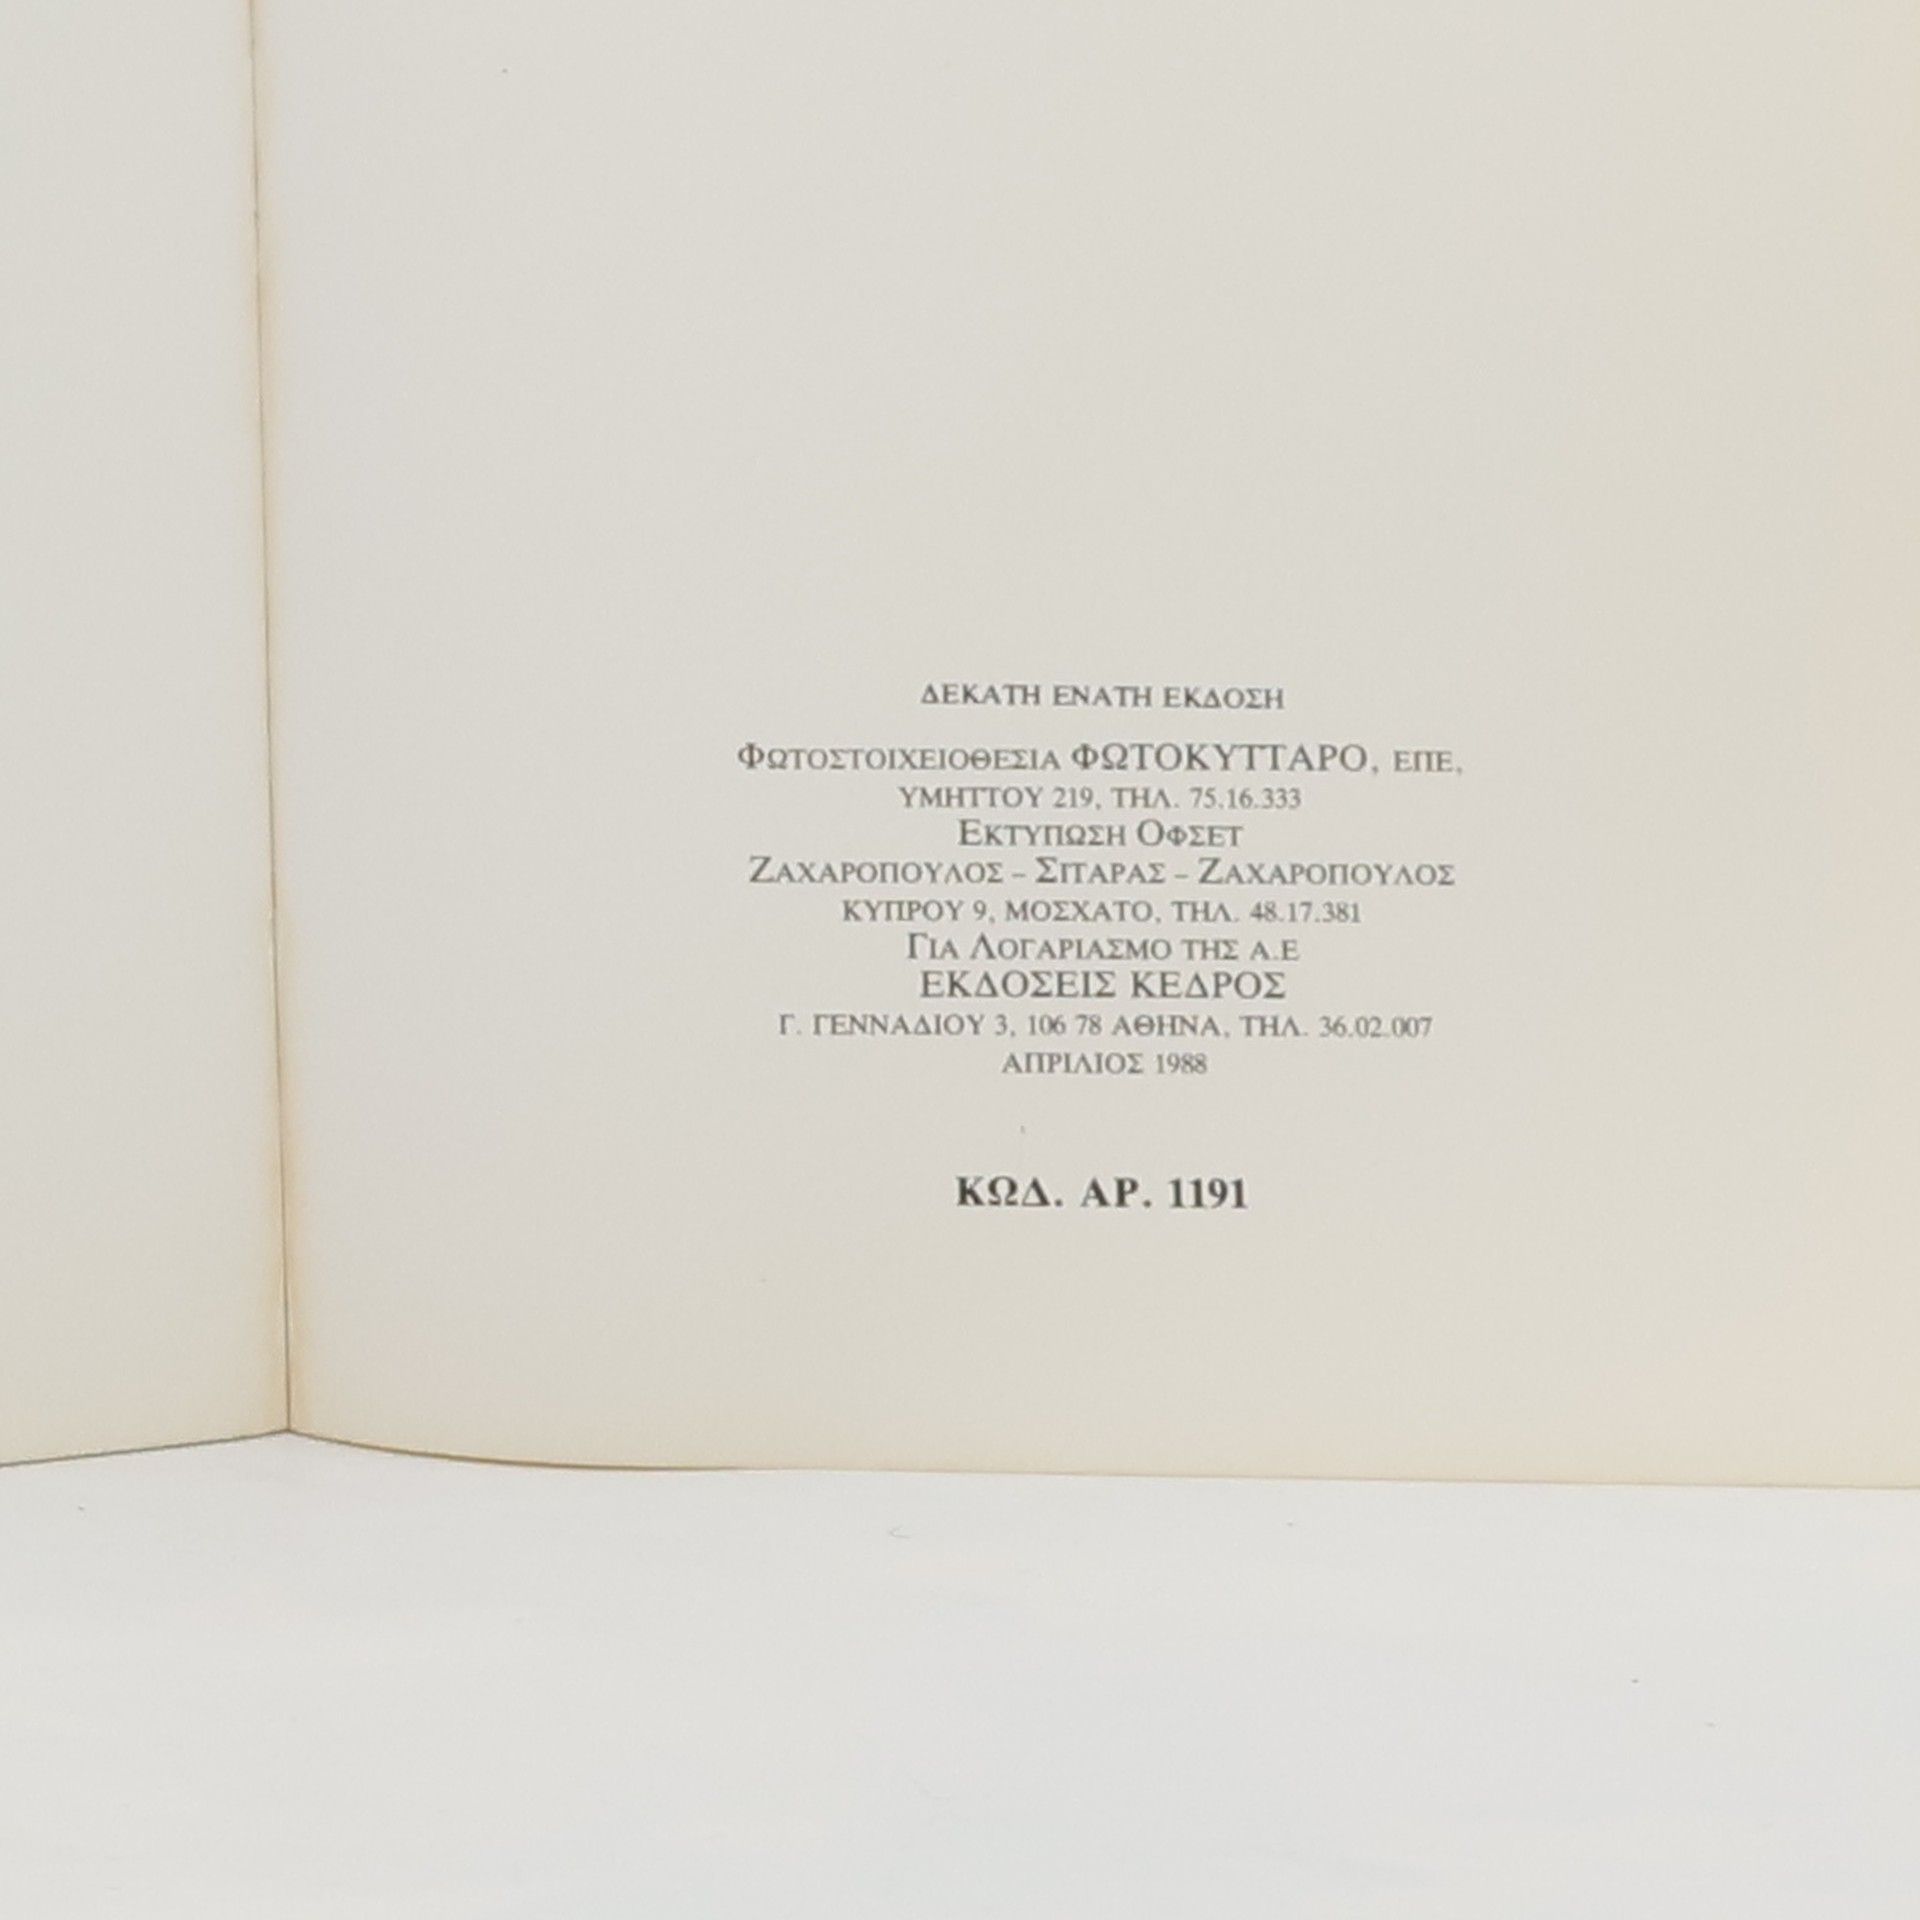 ΔΕΚΑΤΗ ΕΝΑΤΗ ΕΚΔΟΣΗ
ΦΩΤΟΣΤΟΙΧΕΙΟΘΕΣΙΑ ΦΩΤΟΚΥΤΤΑΡΟ, ΕΠΕ,
ΥΜΗΤΤΟΥ 219, ΤΗΛ. 75.16.333
ΕΚΤΥΠΩΣΗ ΟΦΣΕΤ
ΖΑΧΑΡΟΠΟΥΛΟΣ – ΣΙΤΑΡΑΣ – ΖΑΧΑΡΟΠΟΥΛΟΣ
ΚΥΠΡΟΥ 9, ΜΟΣΧΑΤΟ, ΤΗΛ. 48.17.381
ΓΙΑ ΛΟΓΑΡΙΑΣΜΟ ΤΗΣ Α.Ε
ΕΚΔΟΣΕΙΣ ΚΕΔΡΟΣ
Γ. ΓΕΝΝΑΔΙΟΥ 3, 106 78 ΑΘΗΝΑ, ΤΗΛ. 36.02.007
ΑΠΡΙΛΙΟΣ 1988
ΚΩΔ. ΑΡ. 1191